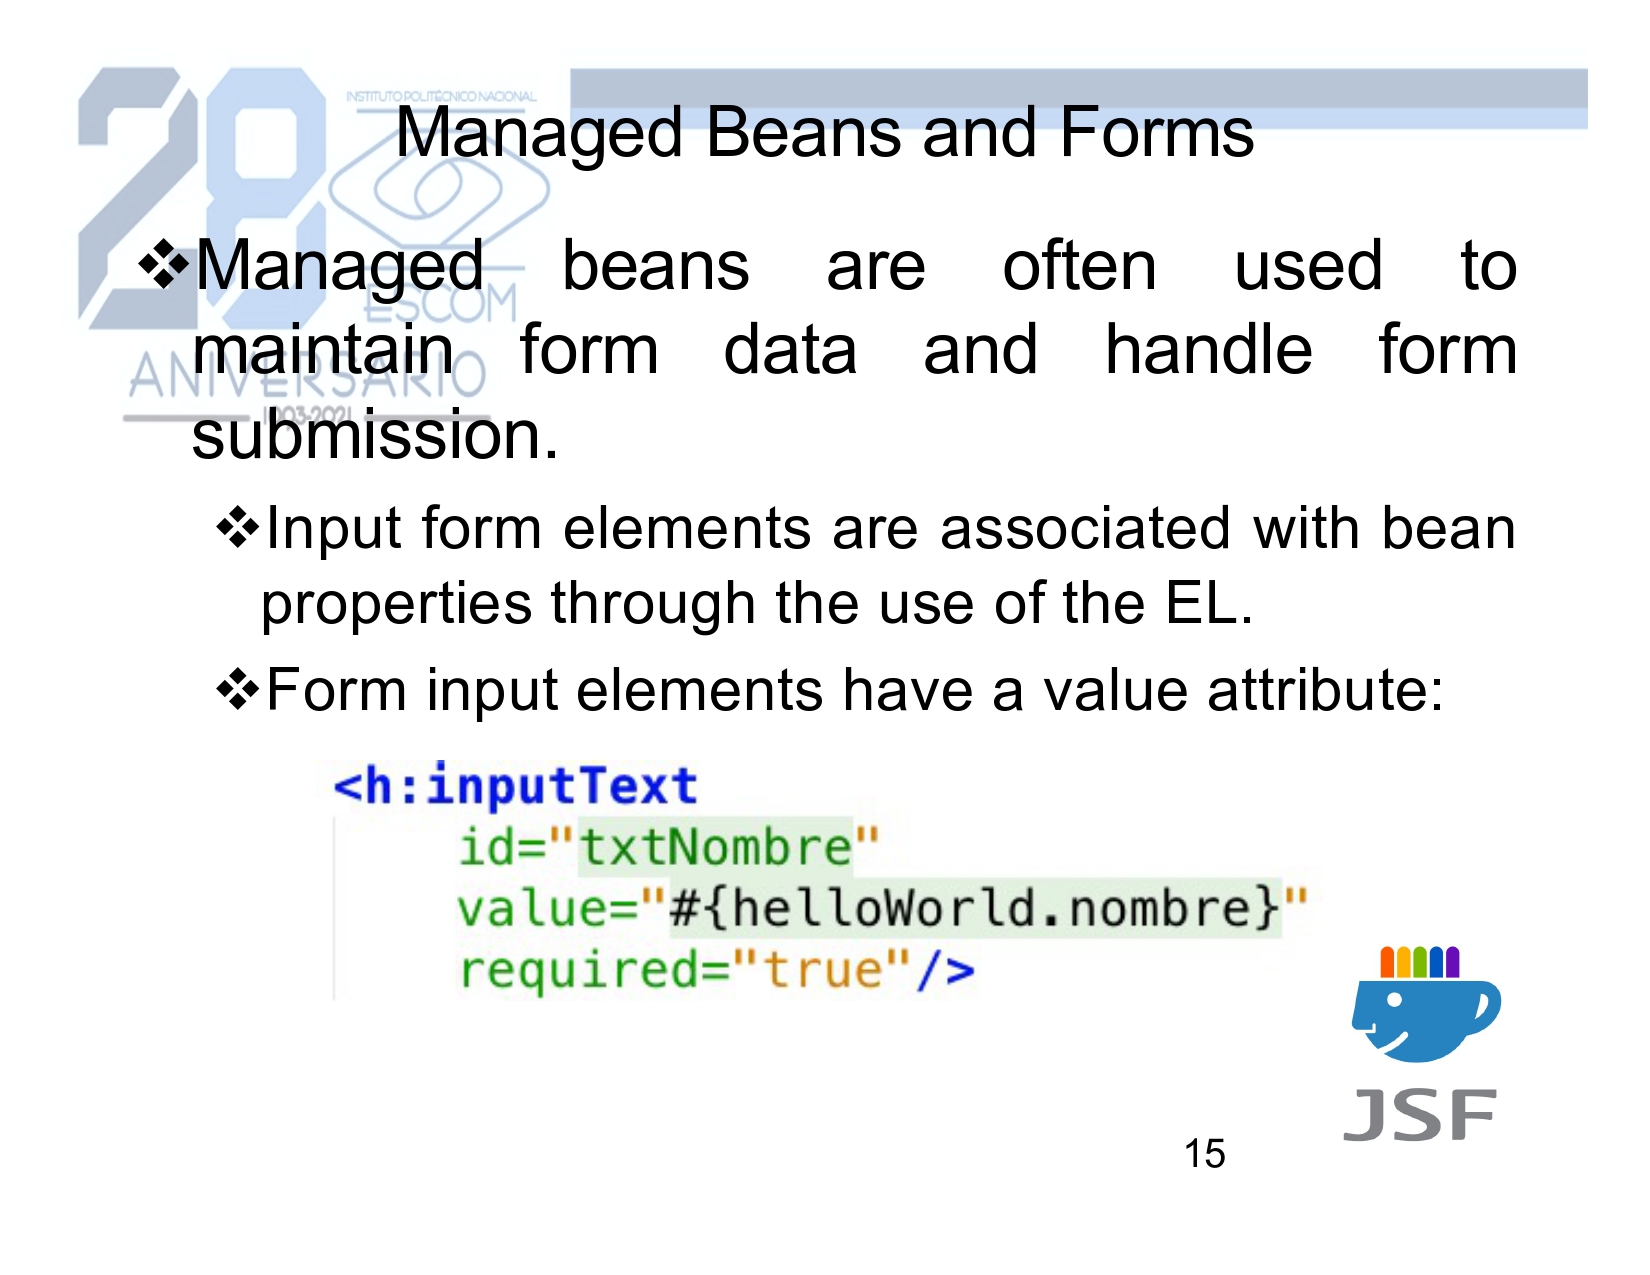 INSTITUTO POLITÉCNICO NACIONAL
Managed Beans and Forms
❖Managed beans are often used to
maintain form data and handle form
submission.
28
ESCOM
ANIVERSARIO
1993-2021
❖Input form elements are associated with bean
properties through the use of the EL.
❖Form input elements have a value attribute:
<h:inputText
id="txtNombre"
value="#{helloWorld.nombre}"
required="true"/>
JSF
15